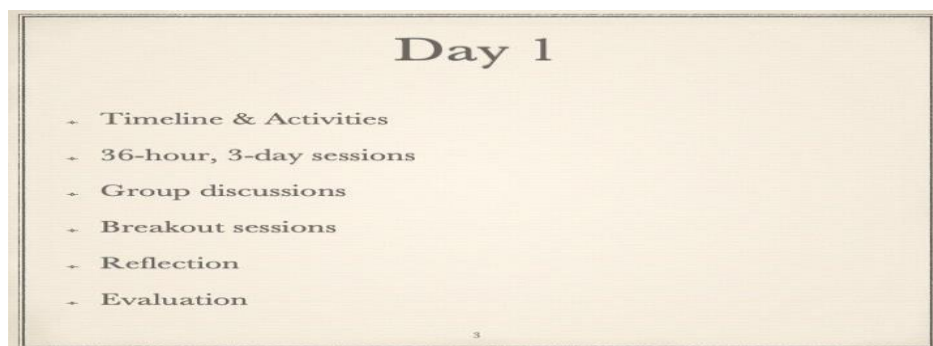 Day 1
Timeline & Activities
36-hour, 3-day sessions
Group discussions
Breakout sessions
Reflection
Evaluation
3